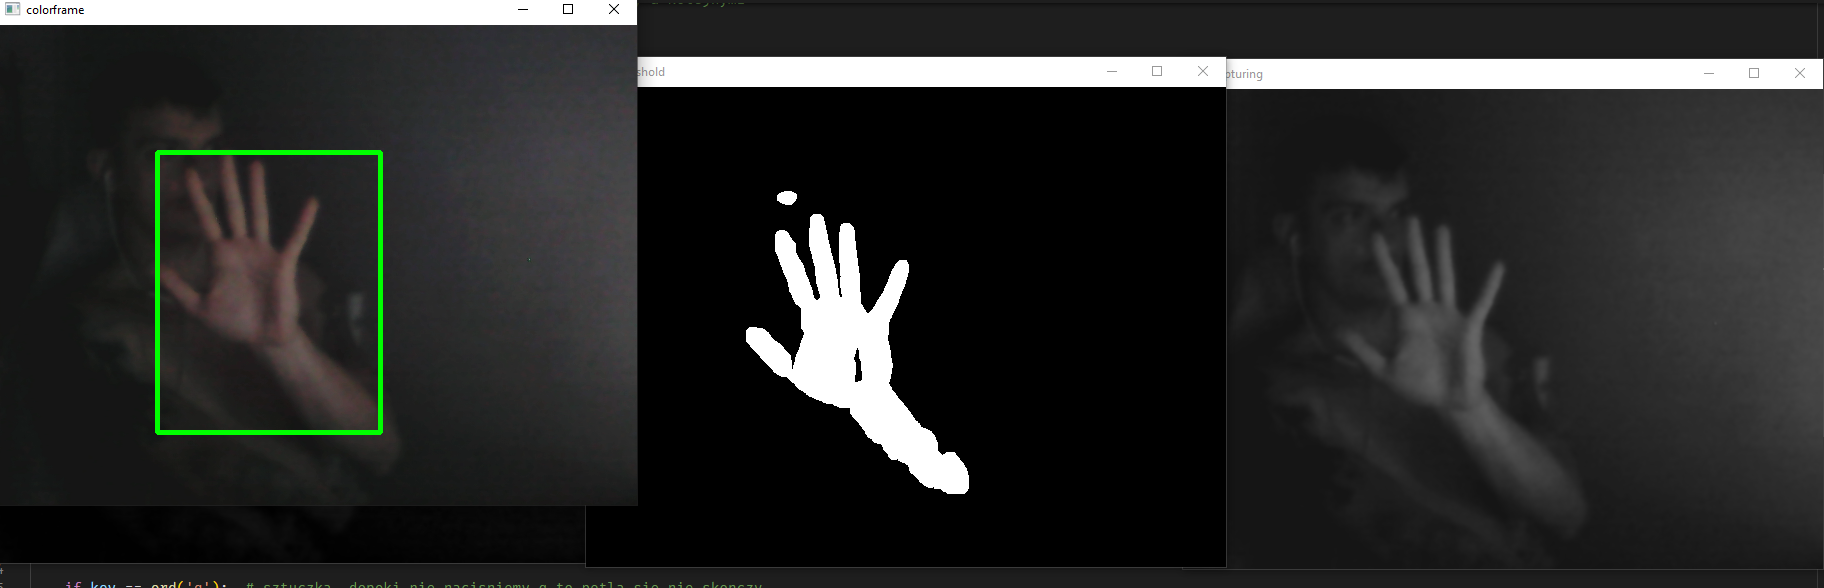 colorframe
shold
pturing
if key == ord('q'): # sztuczka, dopoki nie nacisniemy q to petla sie nie skonczy